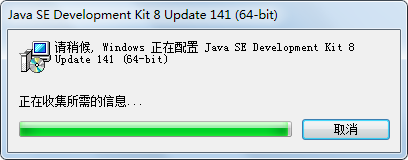 Java SE Development Kit 8 Update 141 (64-bit)
请稍候, Windows 正在配置 Java SE Development Kit 8
Update 141 (64-bit)
正在收集所需的信息...
取消